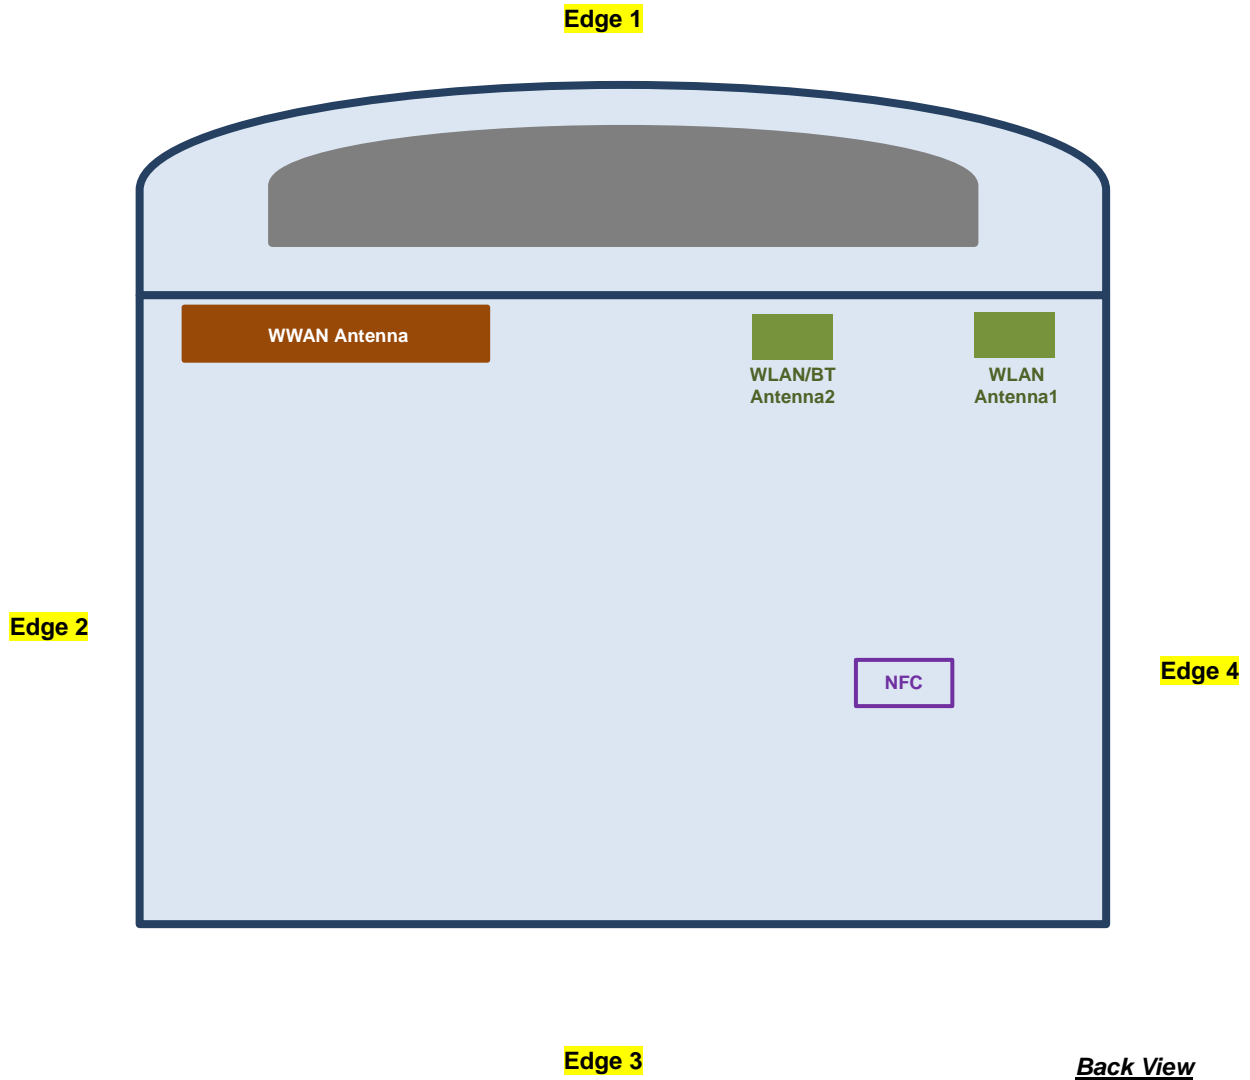 Edge 1
WWAN Antenna
WLAN/BT
Antenna2
WLAN
Antenna1
Edge 2
Edge 4
NFC
Edge 3
Back View